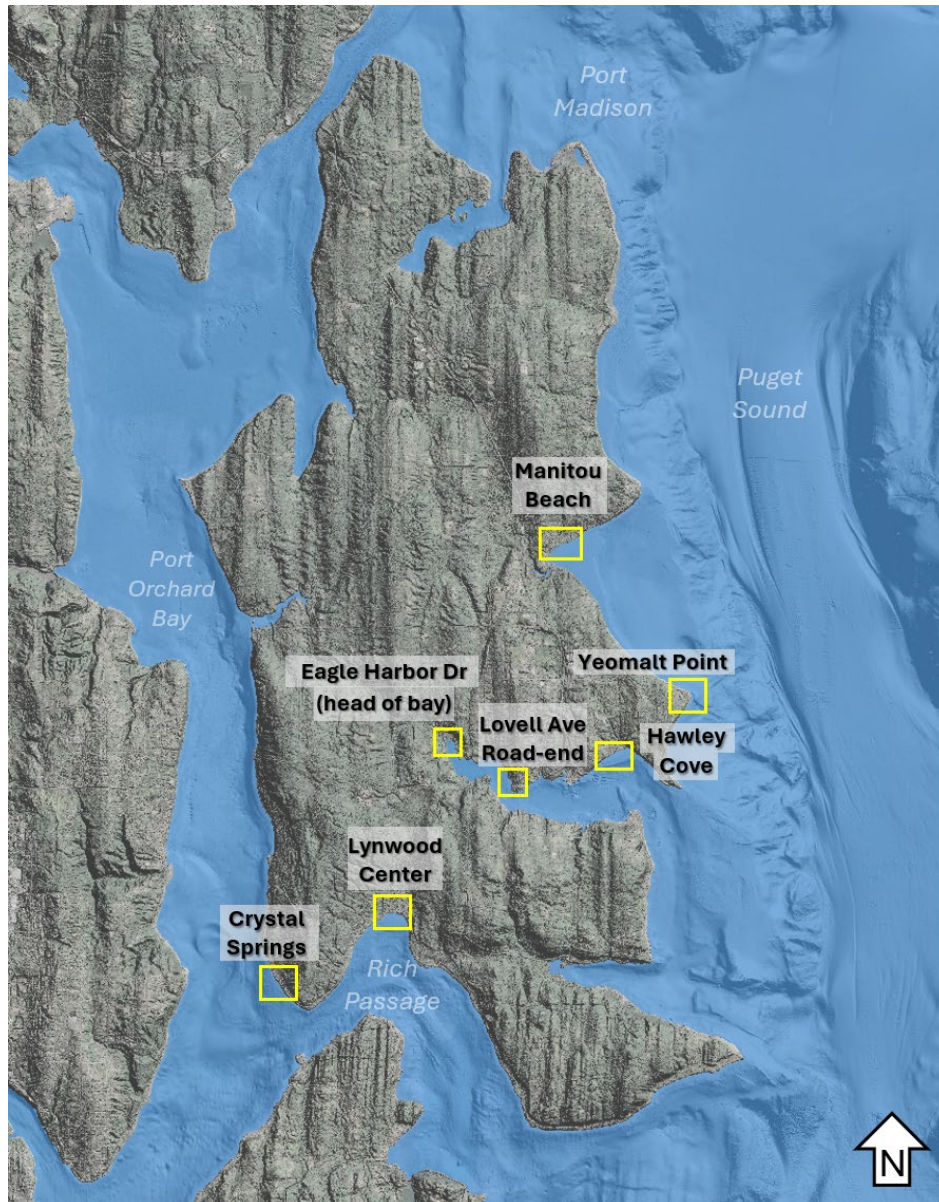 Port
Madison
Puget
Sound
Manitou
Beach
Port
Orchard
Bay
Yeomalt Point
Eagle Harbor Dr
(head of bay)
Lovell Ave
Road-end
Hawley
Cove
Lynwood
Center
Crystal
Springs
Rich
Passage
N